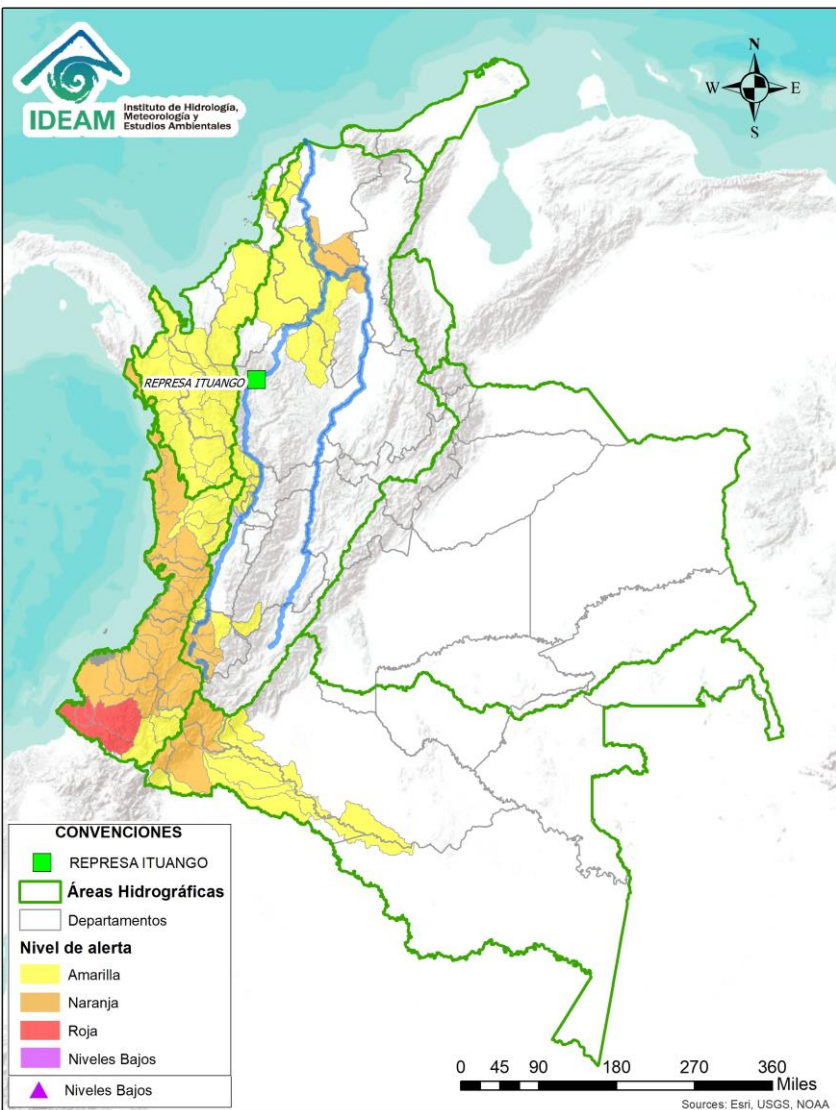 IDEAM
Instituto de Hidrología,
Meteorología y
Estudios Ambientales
N
W
E
S
REPRESA ITUANGO
CONVENCIONES
REPRESA ITUANGO
Áreas Hidrográficas
Departamentos
Nivel de alerta
Amarilla
Naranja
Roja
Niveles Bajos
Niveles Bajos
0 45 90 180 270 360
Miles
Sources: Esri, USGS, NOAA